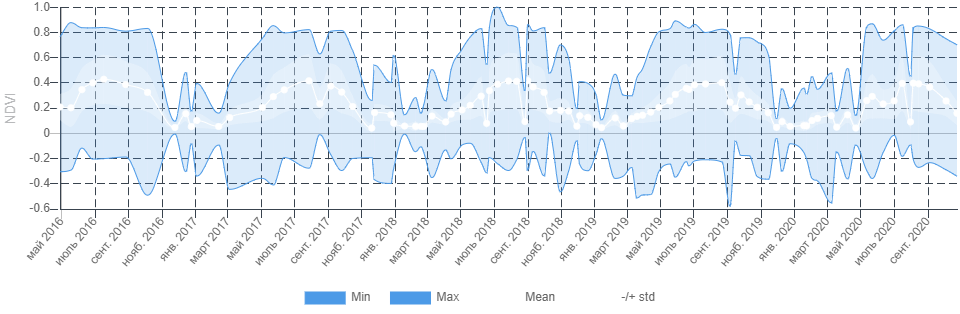 NDVI
1.0
0.8
0.6
0.4
0.2
0
-0.2
-0.4
-0.6
май 2016
июль 2016
сент. 2016
нояб. 2016
янв. 2017
март 2017
май 2017
июль 2017
сент. 2017
нояб. 2017
янв. 2018
март 2018
май 2018
июль 2018
сент. 2018
нояб. 2018
янв. 2019
март 2019
май 2019
июль 2019
сент. 2019
нояб. 2019
янв. 2020
март 2020
май 2020
июль 2020
сент. 2020
Min Max Mean -/+ std